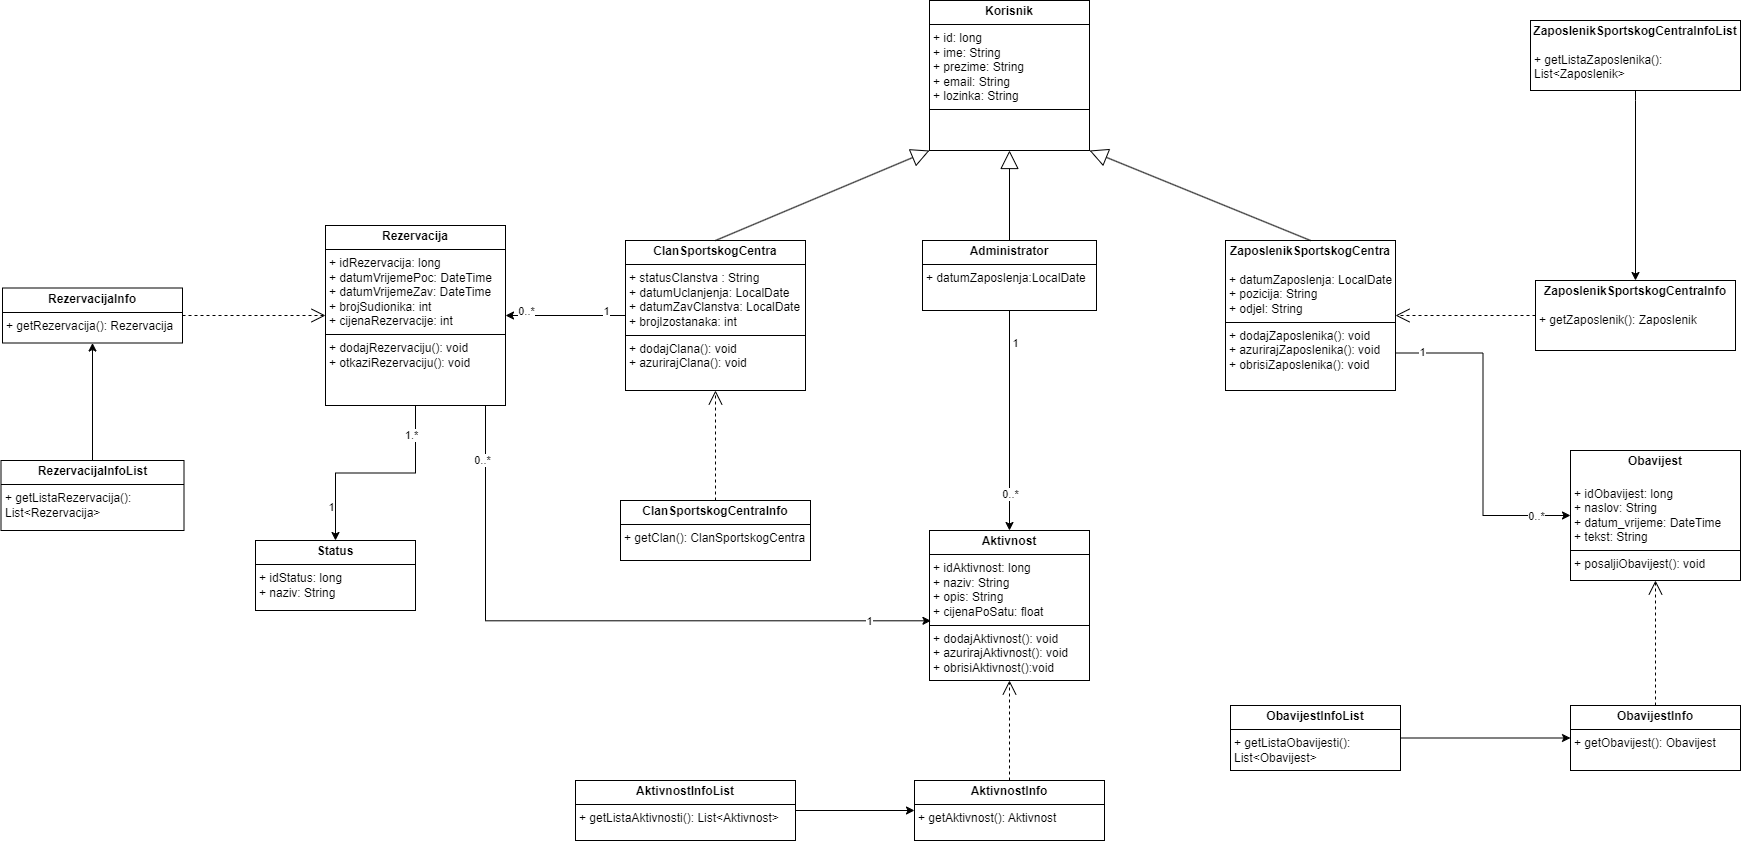 Korisnik
+ id: long
+ ime: String
+ prezime: String
+ email: String
+ lozinka: String
ZaposlenikSportskogCentraInfoList
+ getListaZaposlenika():
List<Zaposlenik>
Rezervacija
+ idRezervacija: long
+ datumVrijemePoc: DateTime
+ datumVrijemeZav: DateTime
+ brojSudionika: int
+ cijenaRezervacije: int
+ dodajRezervaciju(): void
+ otkaziRezervaciju(): void
ClanSportskogCentra
+ statusClanstva : String
+ datumUclanjenja: LocalDate
+ datumZavClanstva: LocalDate
+ brojIzostanaka: int
+ dodajClana(): void
+ azurirajClana(): void
Administrator
+ datumZaposlenja:LocalDate
ZaposlenikSportskogCentra
+ datumZaposlenja: LocalDate
+ pozicija: String
+ odjel: String
+ dodajZaposlenika(): void
+ azurirajZaposlenika(): void
+ obrisiZaposlenika(): void
ZaposlenikSportskogCentraInfo
+ getZaposlenik(): Zaposlenik
RezervacijaInfo
+ getRezervacija(): Rezervacija
0..*
1
1
1
1.*
0..*
RezervacijaInfoList
+ getListaRezervacija():
List<Rezervacija>
1
0..*
0..*
Obavijest
+ idObavijest: long
+ naslov: String
+ datum_vrijeme: DateTime
+ tekst: String
+ posaljiObavijest(): void
ClanSportskogCentraInfo
+ getClan(): ClanSportskogCentra
Status
+ idStatus: long
+ naziv: String
Aktivnost
+ idAktivnost: long
+ naziv: String
+ opis: String
+ cijenaPoSatu: float
+ dodajAktivnost(): void
+ azurirajAktivnost(): void
+ obrisiAktivnost():void
1
ObavijestInfoList
+ getListaObavijesti():
List<Obavijest>
ObavijestInfo
+ getObavijest(): Obavijest
AktivnostInfoList
+ getListaAktivnosti(): List<Aktivnost>
AktivnostInfo
+ getAktivnost(): Aktivnost